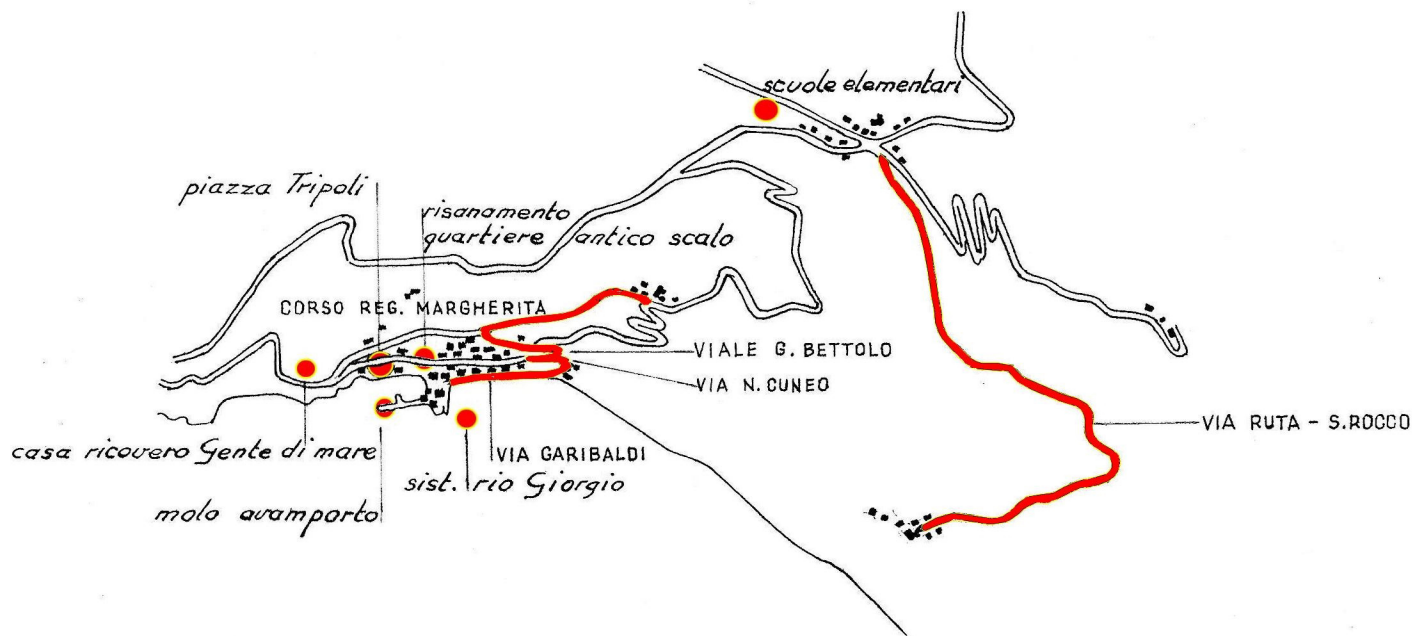 scuole elementari
piazza Tripoli
risanamento
quartiere antico scalo
CORSO REG. MARGHERITA
VIALE G. BETTOLO
VIA N. CUNEO
VIA RUTA - S.ROCCO
casa ricovero Gente di mare
VIA GARIBALDI
sist. rio Giorgio
molo avamporto